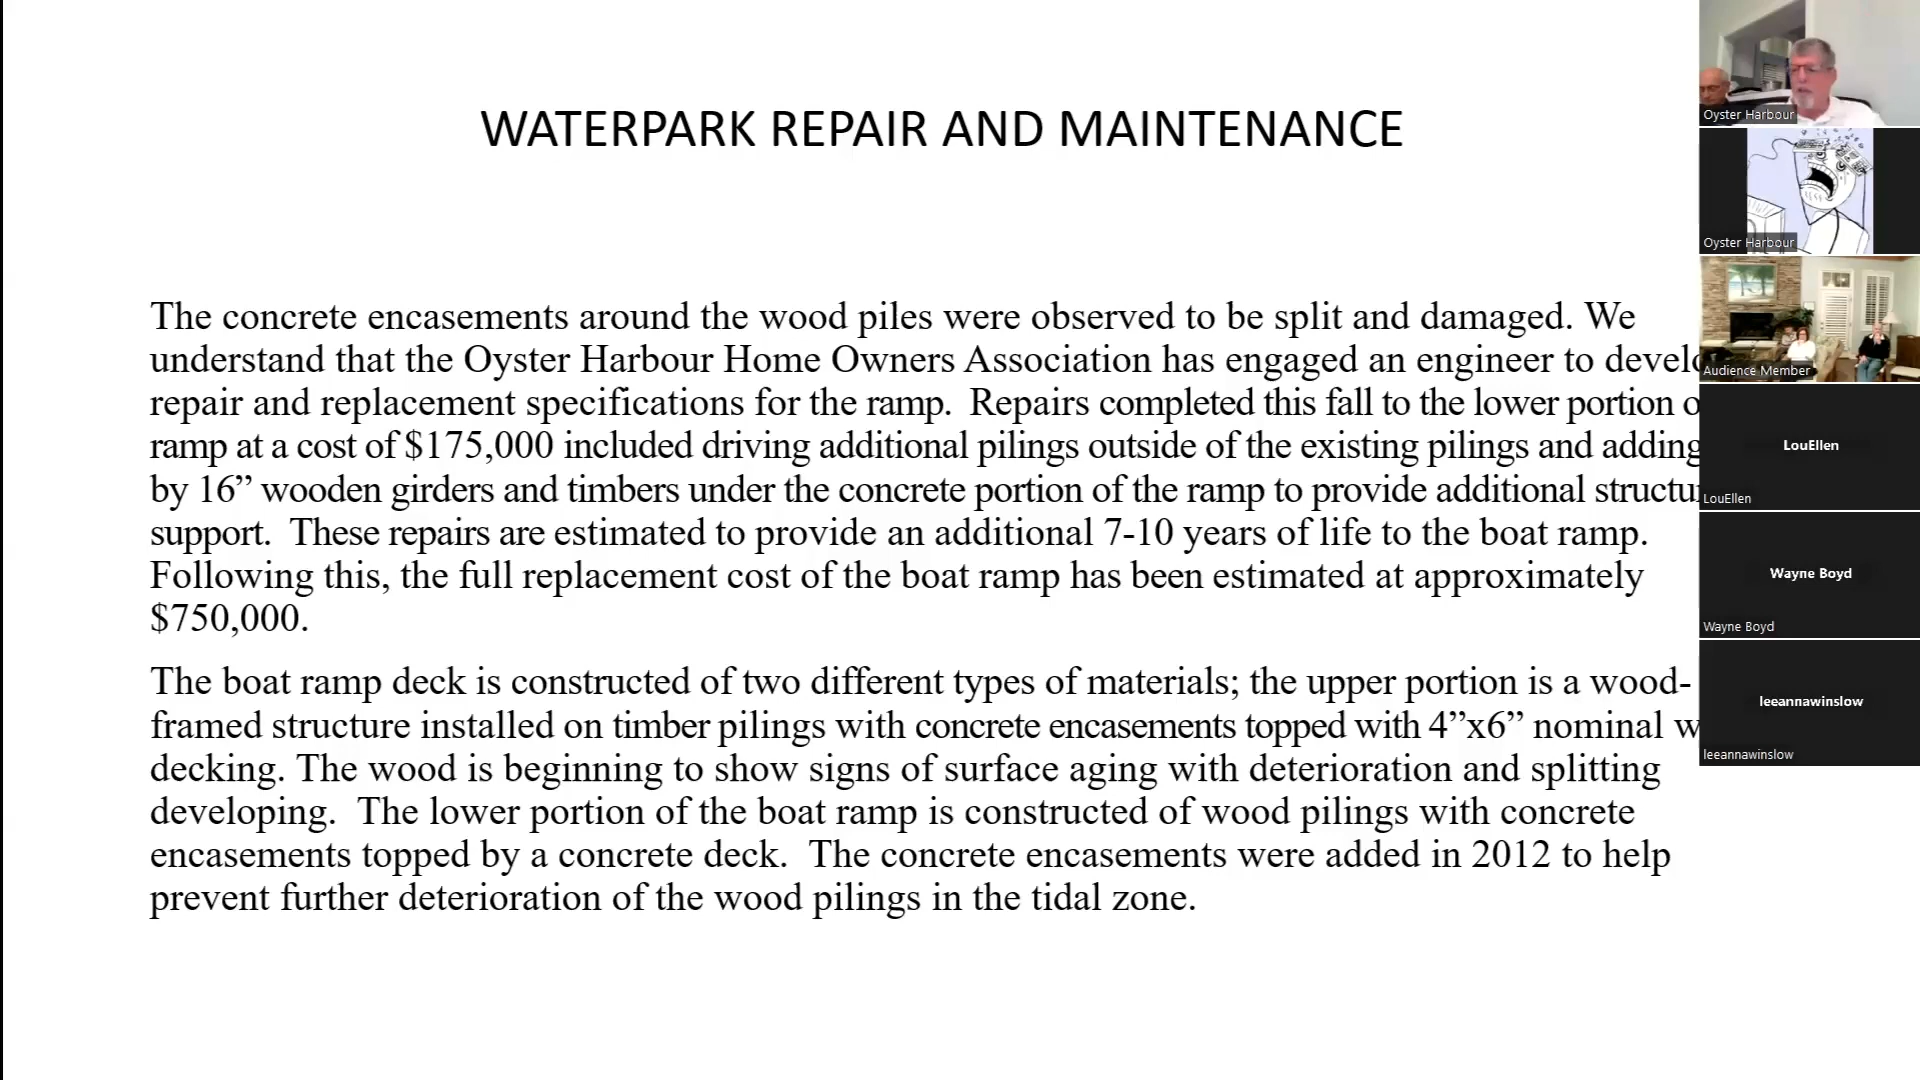 WATERPARK REPAIR AND MAINTENANCE
The concrete encasements around the wood piles were observed to be split and damaged. We
understand that the Oyster Harbour Home Owners Association has engaged an engineer to
repair and replacement specifications for the ramp.  Repairs completed this fall to the lower portion
ramp at a cost of $175,000 included driving additional pilings outside of the existing pilings and adding
by 16” wooden girders and timbers under the concrete portion of the ramp to provide additional
support.  These repairs are estimated to provide an additional 7-10 years of life to the boat ramp.
Following this, the full replacement cost of the boat ramp has been estimated at approximately
$750,000.
The boat ramp deck is constructed of two different types of materials; the upper portion is a wood-
framed structure installed on timber pilings with concrete encasements topped with 4”x6” nominal
decking. The wood is beginning to show signs of surface aging with deterioration and splitting
developing.  The lower portion of the boat ramp is constructed of wood pilings with concrete
encasements topped by a concrete deck.  The concrete encasements were added in 2012 to help
prevent further deterioration of the wood pilings in the tidal zone.
Oyster Harbour
Oyster Harbour
Audience Member
LouEllen
LouEllen
Wayne Boyd
Wayne Boyd
leeannawinslow
leeannawinslow